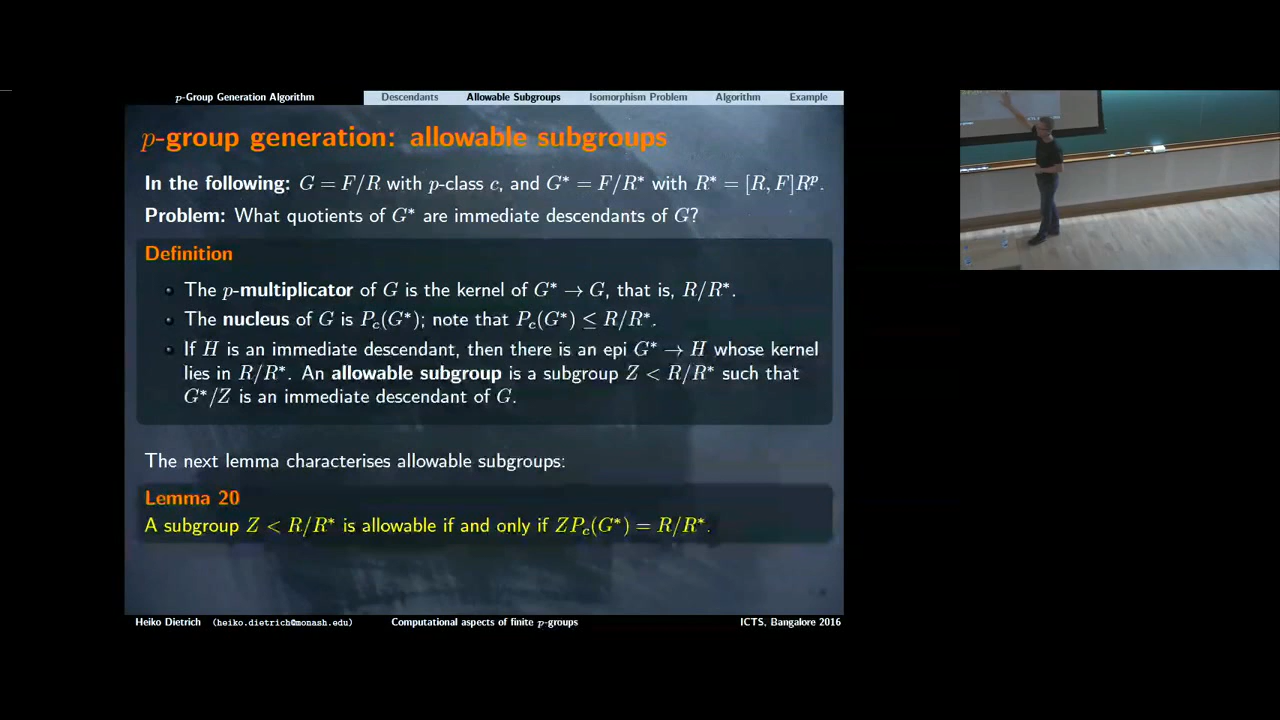 p-Group Generation Algorithm Descendants Allowable Subgroups Isomorphism Problem Algorithm Example
p-group generation: allowable subgroups
In the following: G = F/R with p-class c, and G* = F/R* with R* = [R, F]Rᵖ.
Problem: What quotients of G* are immediate descendants of G?
Definition
The p-multiplicator of G is the kernel of G* → G, that is, R/R*.
The nucleus of G is P_c(G*); note that P_c(G*) ≤ R/R*.
If H is an immediate descendant, then there is an epi G* → H whose kernel
lies in R/R*. An allowable subgroup is a subgroup Z < R/R* such that
G*/Z is an immediate descendant of G.
The next lemma characterises allowable subgroups:
Lemma 20
A subgroup Z < R/R* is allowable if and only if ZP_c(G*) = R/R*.
Heiko Dietrich (heiko.dietrich@monash.edu) Computational aspects of finite p-groups ICTS, Bangalore 2016